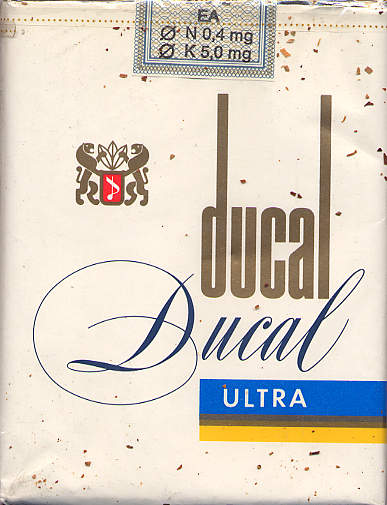 EA
Ø N 0,4 mg
Ø K 5,0 mg
ducal
Ducal
ULTRA